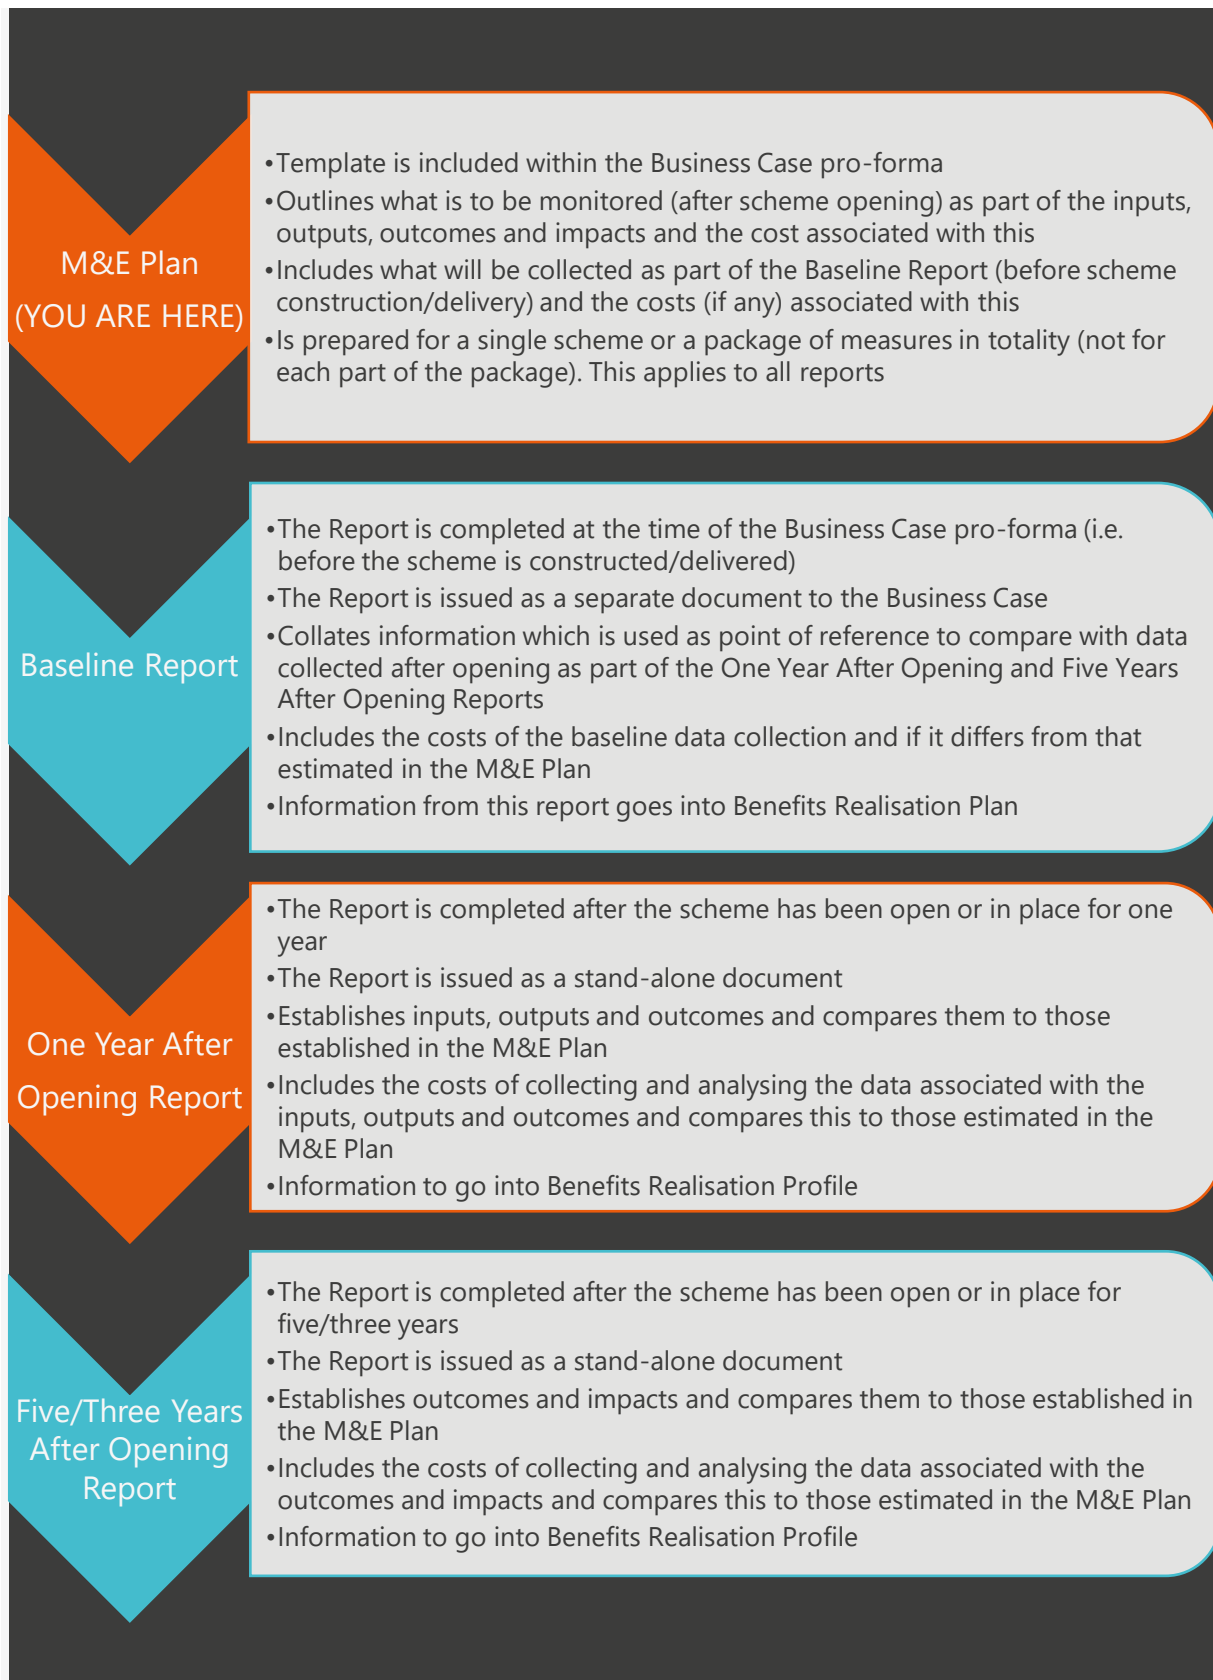 M&E Plan
(YOU ARE HERE)
•Template is included within the Business Case pro-forma
•Outlines what is to be monitored (after scheme opening) as part of the inputs,
outputs, outcomes and impacts and the cost associated with this
•Includes what will be collected as part of the Baseline Report (before scheme
construction/delivery) and the costs (if any) associated with this
•Is prepared for a single scheme or a package of measures in totality (not for
each part of the package). This applies to all reports
Baseline Report
•The Report is completed at the time of the Business Case pro-forma (i.e.
before the scheme is constructed/delivered)
•The Report is issued as a separate document to the Business Case
•Collates information which is used as point of reference to compare with data
collected after opening as part of the One Year After Opening and Five Years
After Opening Reports
•Includes the costs of the baseline data collection and if it differs from that
estimated in the M&E Plan
•Information from this report goes into Benefits Realisation Plan
One Year After
Opening Report
•The Report is completed after the scheme has been open or in place for one
year
•The Report is issued as a stand-alone document
•Establishes inputs, outputs and outcomes and compares them to those
established in the M&E Plan
•Includes the costs of collecting and analysing the data associated with the
inputs, outputs and outcomes and compares this to those estimated in the
M&E Plan
•Information to go into Benefits Realisation Profile
Five/Three Years
After Opening
Report
•The Report is completed after the scheme has been open or in place for
five/three years
•The Report is issued as a stand-alone document
•Establishes outcomes and impacts and compares them to those established in
the M&E Plan
•Includes the costs of collecting and analysing the data associated with the
outcomes and impacts and compares this to those estimated in the M&E Plan
•Information to go into Benefits Realisation Profile